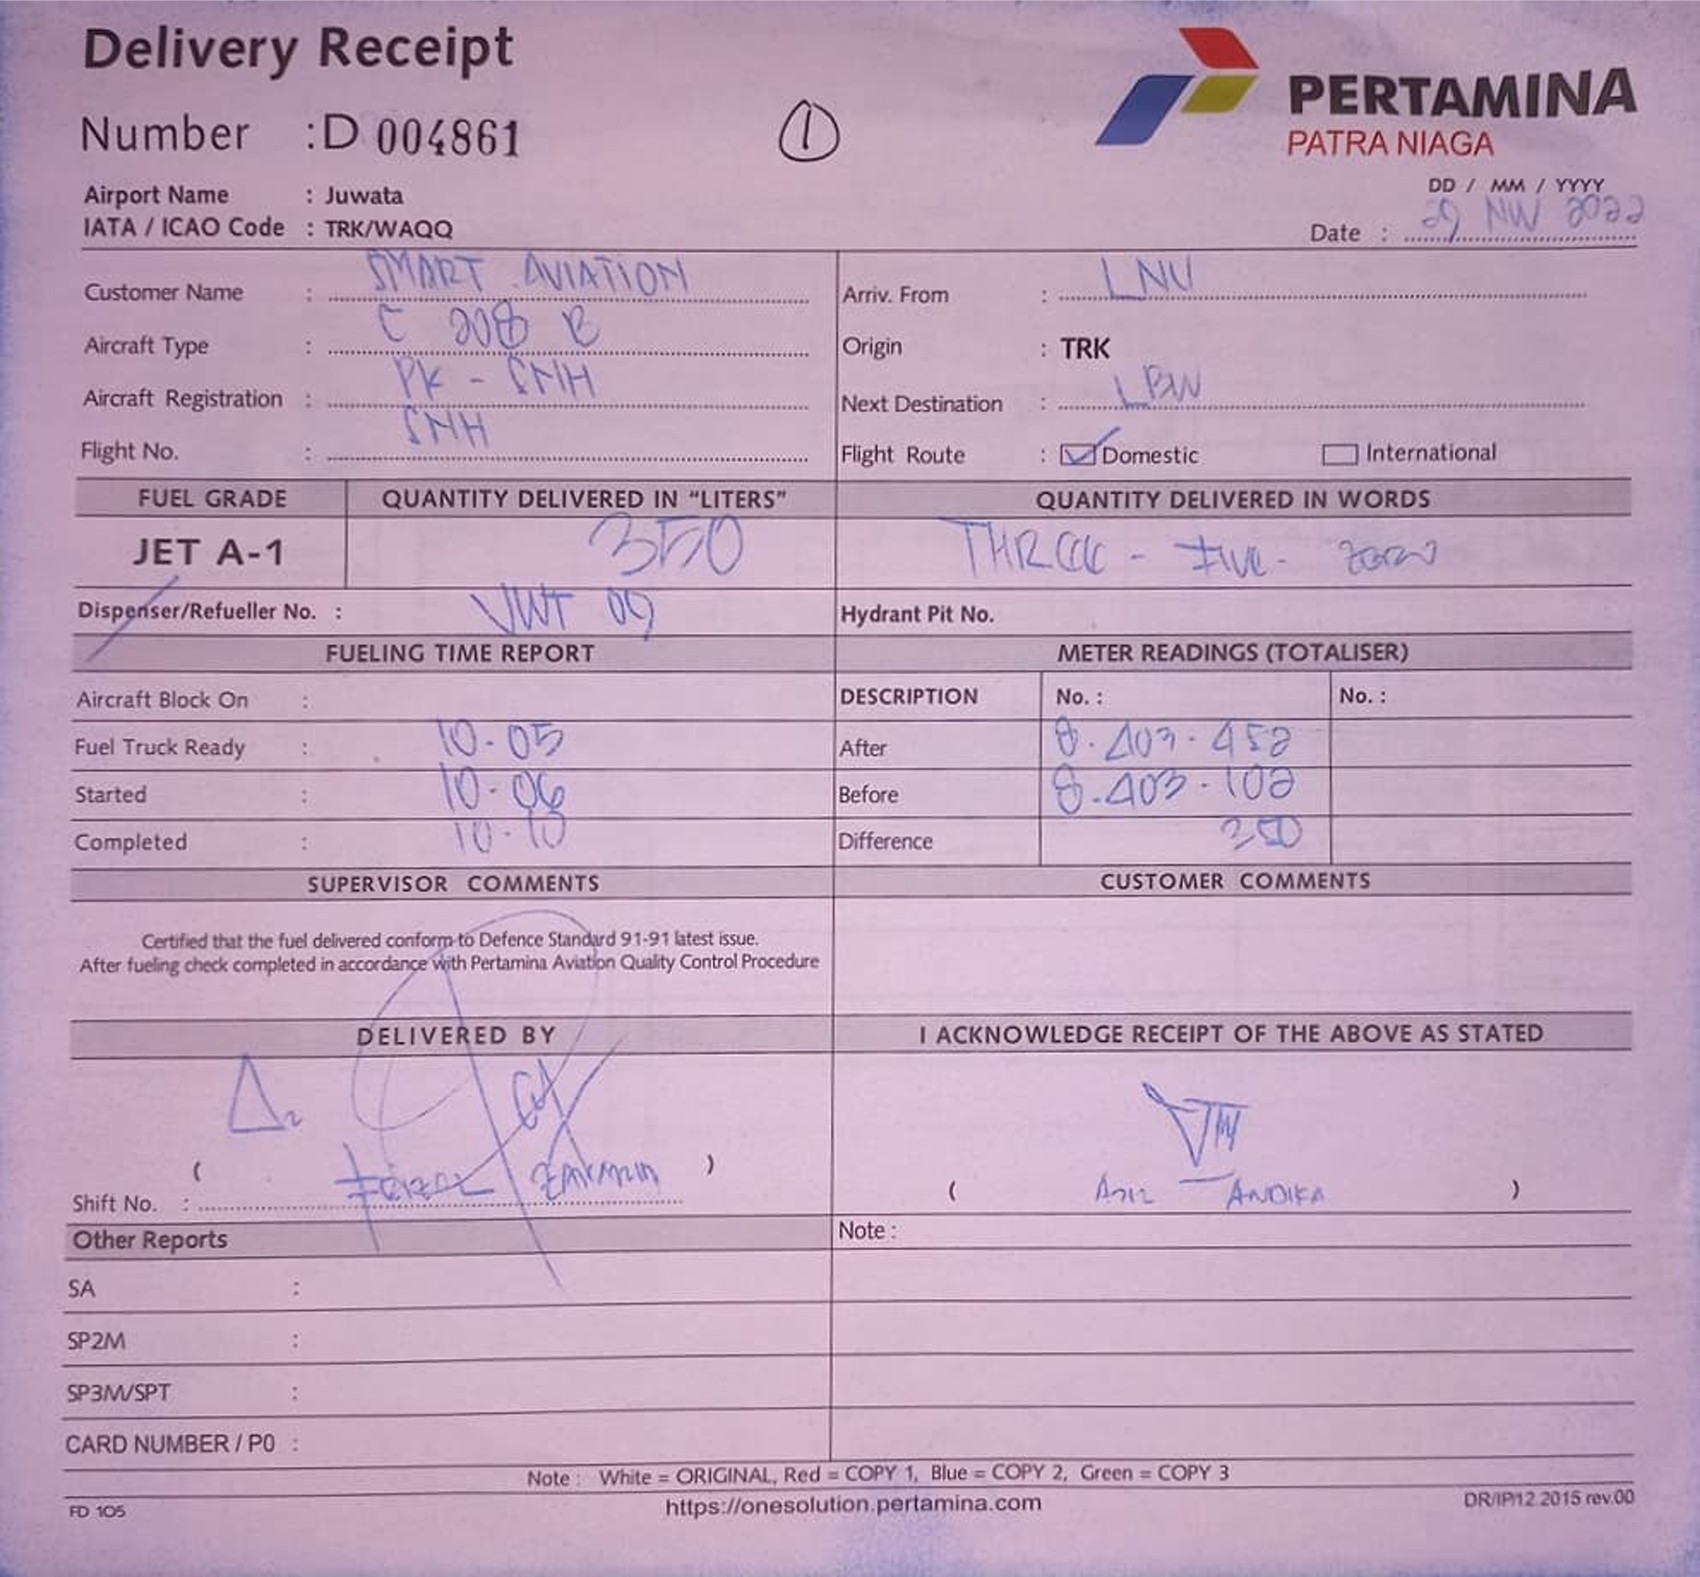 Delivery Receipt
PERTAMINA
PATRA NIAGA
Number : D 004861
1
Airport Name : Juwata
IATA / ICAO Code : TRK/WAQQ
DD / MM / YYYY
Date : 29 2022
Customer Name : SMART AVIATION
Arriv. From : LNU
Aircraft Type : C 208 B
Origin : TRK
Aircraft Registration : PK - SNH
Next Destination : LBW
Flight No. : SNH
Flight Route : Domestic International
FUEL GRADE QUANTITY DELIVERED IN “LITERS” QUANTITY DELIVERED IN WORDS
JET A-1 350 THREE - FIVE - ZERO
Dispenser/Refueller No. : 09 Hydrant Pit No.
FUELING TIME REPORT METER READINGS (TOTALISER)
Aircraft Block On : DESCRIPTION No. : No. :
Fuel Truck Ready : 10.05 After 8.403.452
Started : 10.06 Before 8.403.102
Completed : 10.10 Difference 350
SUPERVISOR COMMENTS CUSTOMER COMMENTS
Certified that the fuel delivered conform to Defence Standard 91-91 latest issue.
After fueling check completed in accordance with Pertamina Aviation Quality Control Procedure
DELIVERED BY I ACKNOWLEDGE RECEIPT OF THE ABOVE AS STATED
( ) ( ANDIKA )
Shift No. :
Other Reports Note :
SA :
SP2M :
SP3M/SPT :
CARD NUMBER / P0 :
Note : White = ORIGINAL, Red = COPY 1, Blue = COPY 2, Green = COPY 3
FD 105 https://onesolution.pertamina.com DR/IP/12.2015 rev.00